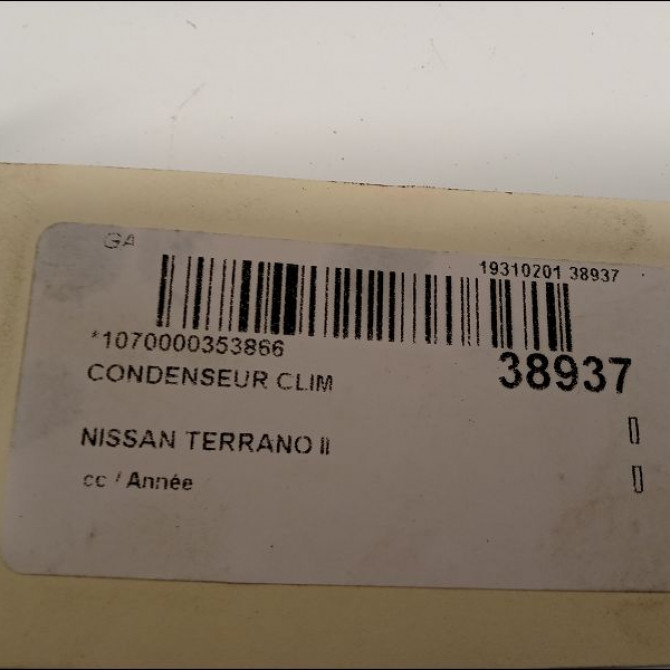 GA
19310201 38937
*1070000353866
38937
CONDENSEUR CLIM
NISSAN TERRANO II
cc / Année